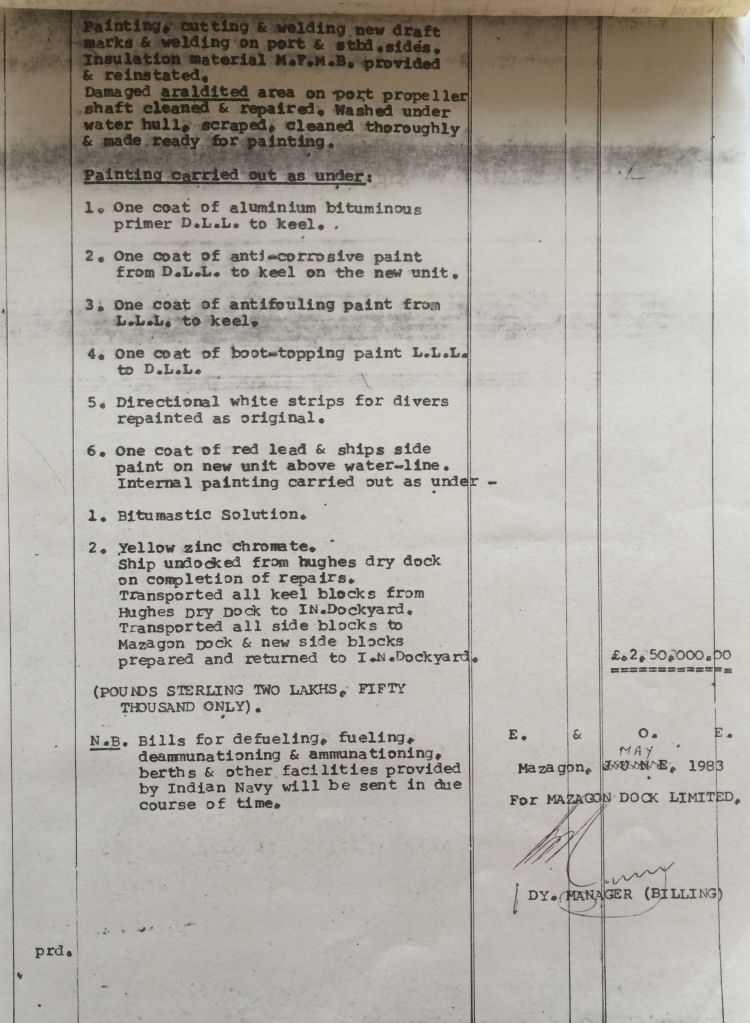 Painting, cutting & welding new draft
marks & welding on port & stbd.sides.
Insulation material M.F.M.B. provided
& reinstated.
Damaged araldited area on port propeller
shaft cleaned & repaired. Washed under
water hull, scraped, cleaned thoroughly
& made ready for painting.
Painting carried out as under:
1. One coat of aluminium bituminous
primer D.L.L. to keel. .
2. One coat of anti-corrosive paint
from D.L.L. to keel on the new unit.
3. One coat of antifouling paint from
L.L.L. to keel.
4. One coat of boot-topping paint L.L.L.
to D.L.L.
5. Directional white strips for divers
repainted as original.
6. One coat of red lead & ships side
paint on new unit above water-line.
Internal painting carried out as under -
1. Bitumastic Solution.
2. Yellow zinc chromate.
Ship undocked from hughes dry dock
on completion of repairs.
Transported all keel blocks from
Hughes Dry Dock to IN.Dockyard.
Transported all side blocks to
Mazagon Dock & new side blocks
prepared and returned to I.N.Dockyard.
£.2,50,000.00
(POUNDS STERLING TWO LAKHS, FIFTY
THOUSAND ONLY).
N.B. Bills for defueling, fueling,
deammunationing & ammunationing,
berths & other facilities provided
by Indian Navy will be sent in due
course of time.
E. & O. E.
MAY
Mazagon, JUNE, 1983
For MAZAGON DOCK LIMITED,
DY. MANAGER (BILLING)
prd.